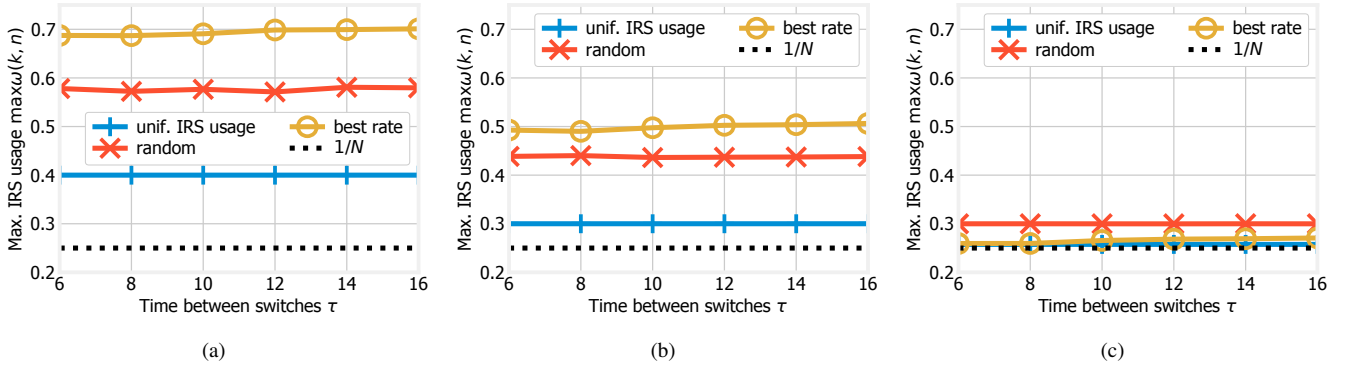 Max. IRS usage maxω(k, n)
0.7
0.6
0.5
0.4
0.3
0.2
unif. IRS usage
random
best rate
1/N
6 8 10 12 14 16
Time between switches τ
(a)
Max. IRS usage maxω(k, n)
0.7
0.6
0.5
0.4
0.3
0.2
unif. IRS usage
random
best rate
1/N
6 8 10 12 14 16
Time between switches τ
(b)
Max. IRS usage maxω(k, n)
0.7
0.6
0.5
0.4
0.3
0.2
unif. IRS usage
random
best rate
1/N
6 8 10 12 14 16
Time between switches τ
(c)